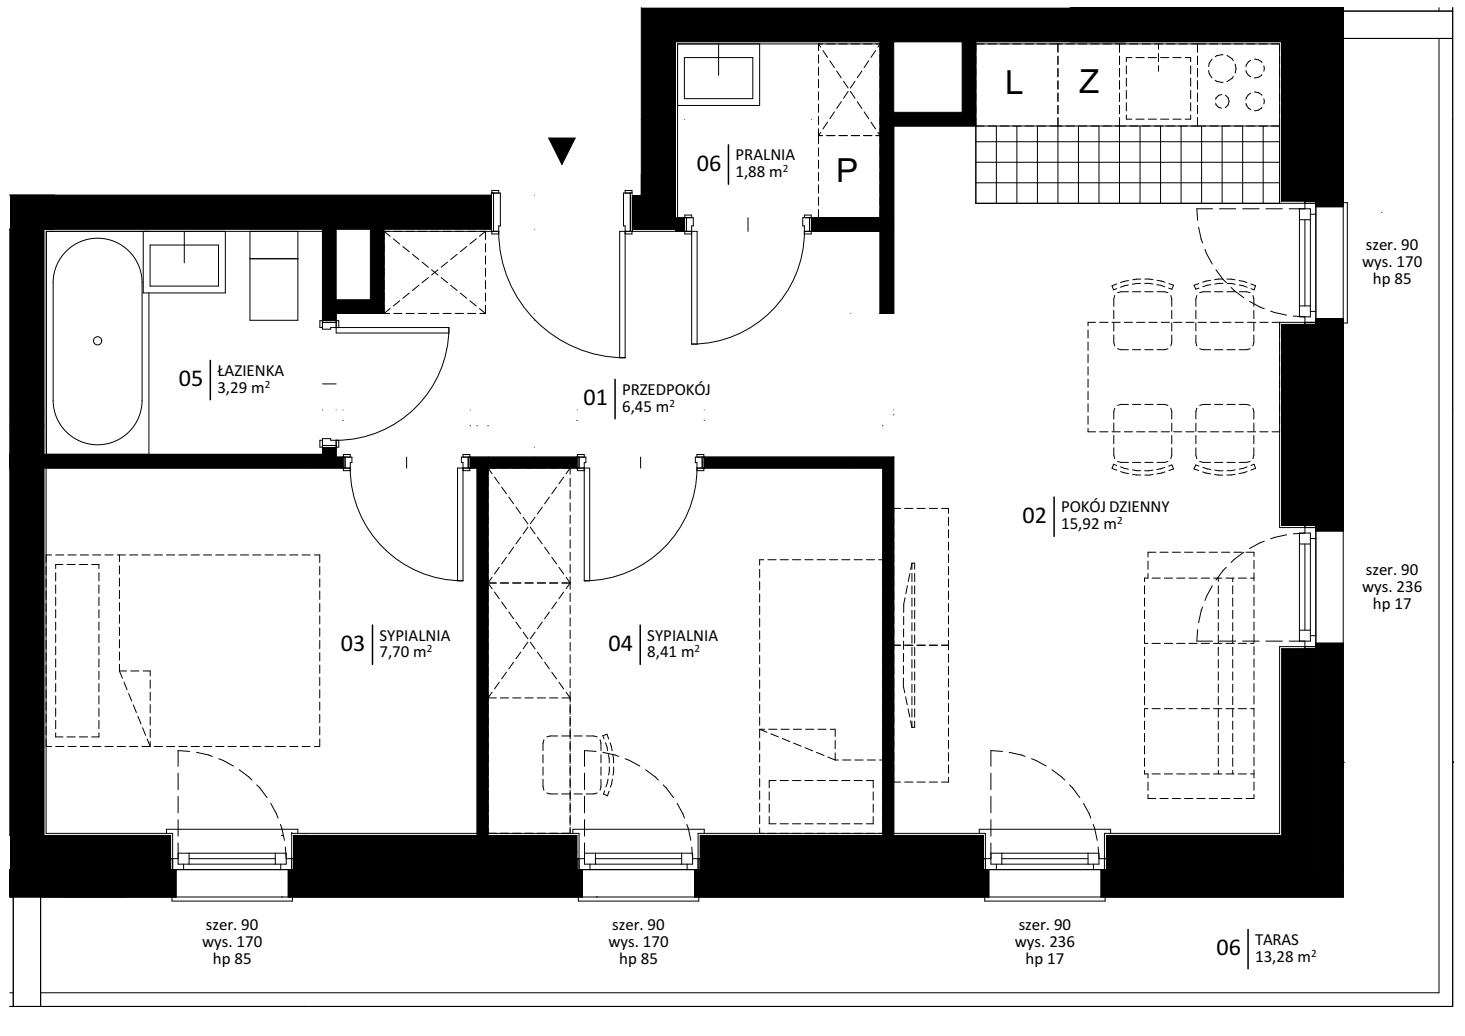 L
Z
06
PRALNIA
1,88 m²
P
szer. 90
wys. 170
hp 85
05
ŁAZIENKA
3,29 m²
01
PRZEDPOKÓJ
6,45 m²
02
POKÓJ DZIENNY
15,92 m²
szer. 90
wys. 236
hp 17
03
SYPIALNIA
7,70 m²
04
SYPIALNIA
8,41 m²
szer. 90
wys. 170
hp 85
szer. 90
wys. 170
hp 85
szer. 90
wys. 236
hp 17
06
TARAS
13,28 m²